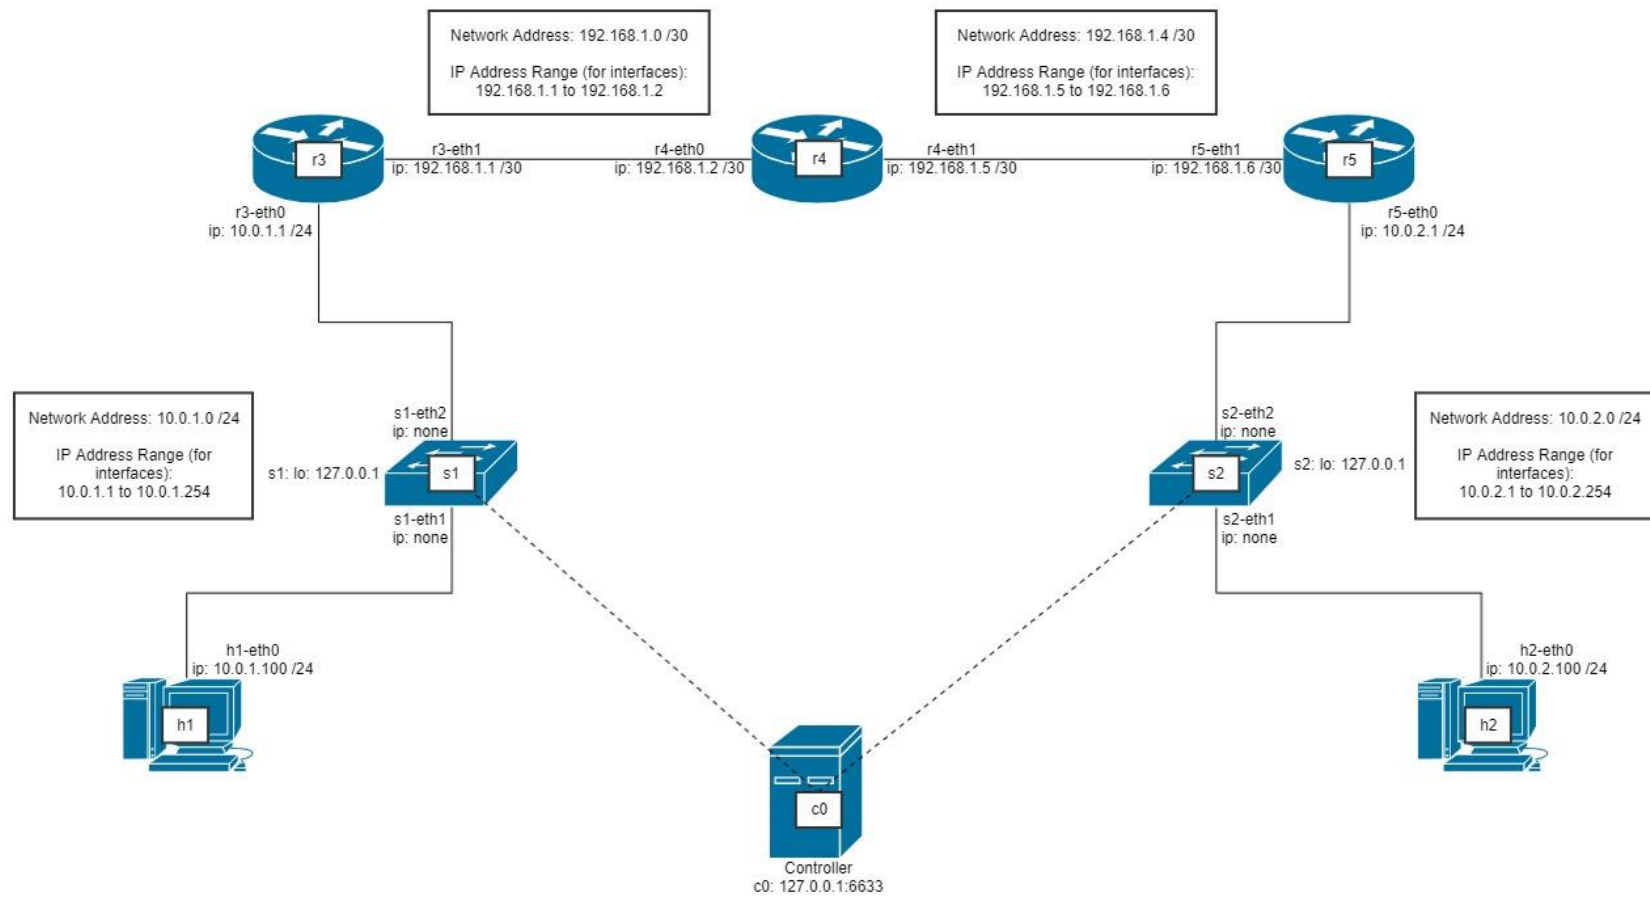 Network Address: 192.168.1.0 /30
IP Address Range (for interfaces):
192.168.1.1 to 192.168.1.2
Network Address: 192.168.1.4 /30
IP Address Range (for interfaces):
192.168.1.5 to 192.168.1.6
r3
r3-eth1
ip: 192.168.1.1 /30
r4-eth0
ip: 192.168.1.2 /30
r4
r4-eth1
ip: 192.168.1.5 /30
r5-eth1
ip: 192.168.1.6 /30
r5
r3-eth0
ip: 10.0.1.1 /24
r5-eth0
ip: 10.0.2.1 /24
Network Address: 10.0.1.0 /24
IP Address Range (for
interfaces):
10.0.1.1 to 10.0.1.254
s1-eth2
ip: none
s1: lo: 127.0.0.1
s1
s1-eth1
ip: none
s2-eth2
ip: none
s2
s2: lo: 127.0.0.1
s2-eth1
ip: none
Network Address: 10.0.2.0 /24
IP Address Range (for
interfaces):
10.0.2.1 to 10.0.2.254
h1-eth0
ip: 10.0.1.100 /24
h1
h2-eth0
ip: 10.0.2.100 /24
h2
c0
Controller
c0: 127.0.0.1:6633